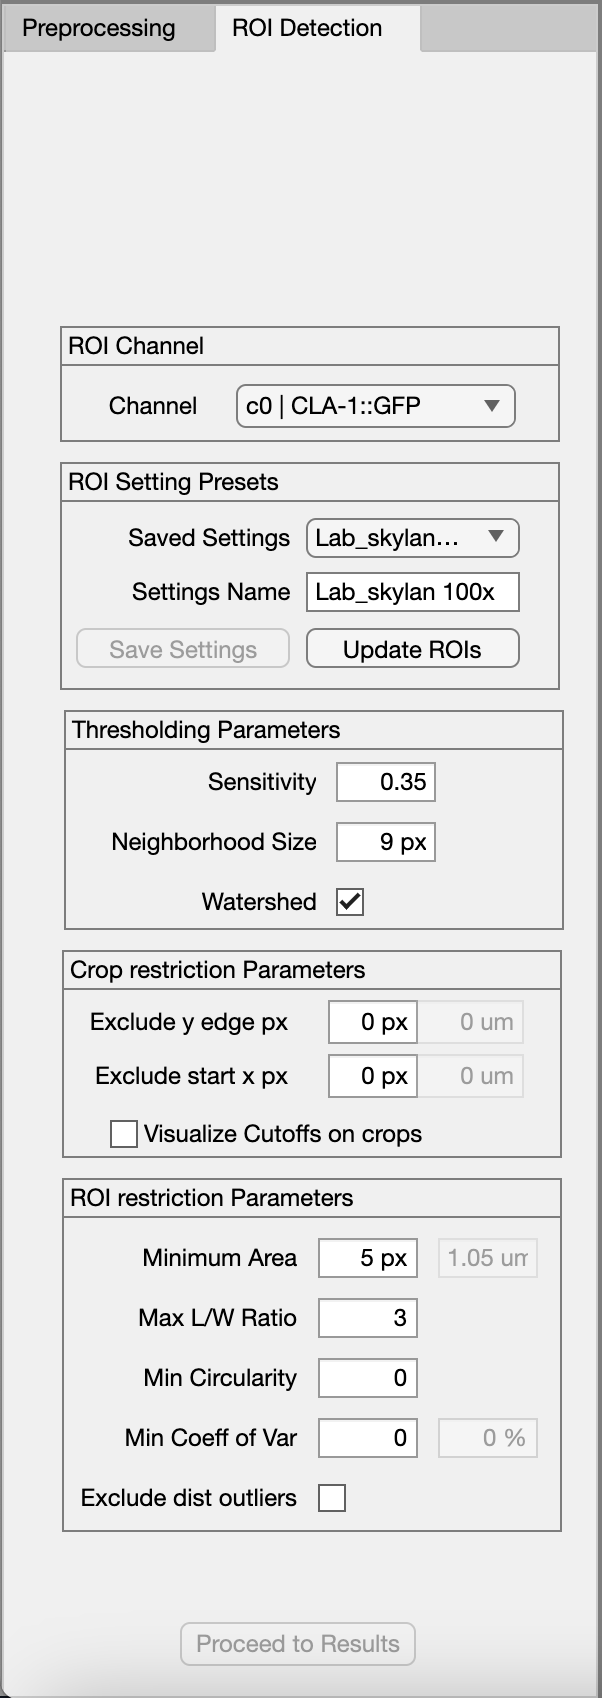 Preprocessing ROI Detection
ROI Channel
Channel c0 | CLA-1::GFP
ROI Setting Presets
Saved Settings Lab_skylan...
Settings Name Lab_skylan 100x
Save Settings Update ROIs
Thresholding Parameters
Sensitivity 0.35
Neighborhood Size 9 px
Watershed
Crop restriction Parameters
Exclude y edge px 0 px 0 um
Exclude start x px 0 px 0 um
Visualize Cutoffs on crops
ROI restriction Parameters
Minimum Area 5 px 1.05 um
Max L/W Ratio 3
Min Circularity 0
Min Coeff of Var 0 0 %
Exclude dist outliers
Proceed to Results